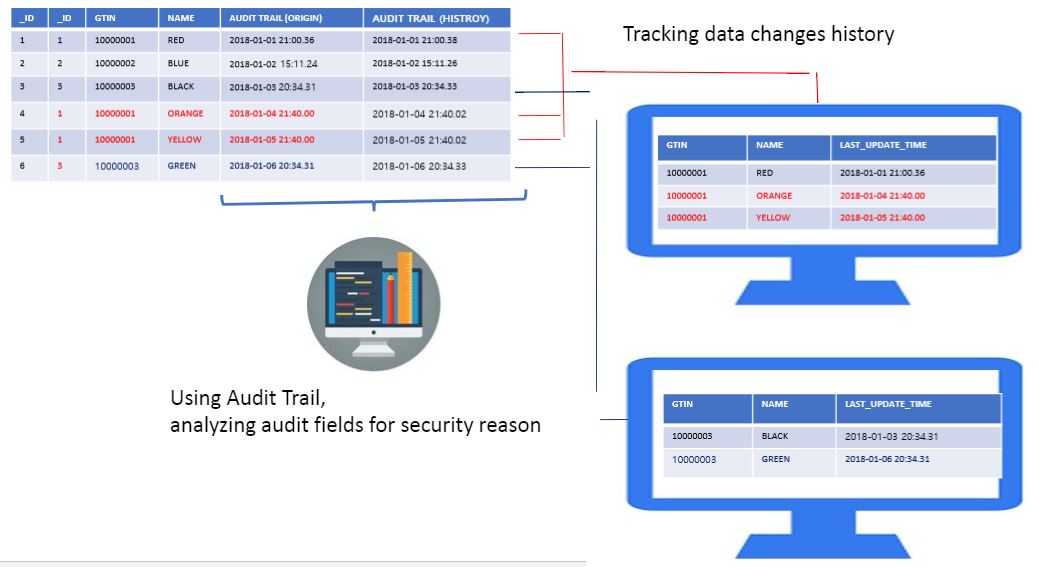 _ID _ID GTIN NAME AUDIT TRAIL (ORIGIN) AUDIT TRAIL (HISTROY)
1 1 10000001 RED 2018-01-01 21:00.36 2018-01-01 21:00.38
2 2 10000002 BLUE 2018-01-02 15:11.24 2018-01-02 15:11.26
3 3 10000003 BLACK 2018-01-03 20:34.31 2018-01-03 20:34.33
4 1 10000001 ORANGE 2018-01-04 21:40.00 2018-01-04 21:40.02
5 1 10000001 YELLOW 2018-01-05 21:40.00 2018-01-05 21:40.02
6 3 10000003 GREEN 2018-01-06 20:34.31 2018-01-06 20:34.33
Using Audit Trail,
analyzing audit fields for security reason
Tracking data changes history
GTIN NAME LAST_UPDATE_TIME
10000001 RED 2018-01-01 21:00.36
10000001 ORANGE 2018-01-04 21:40.00
10000001 YELLOW 2018-01-05 21:40.00
GTIN NAME LAST_UPDATE_TIME
10000003 BLACK 2018-01-03 20:34.31
10000003 GREEN 2018-01-06 20:34.31